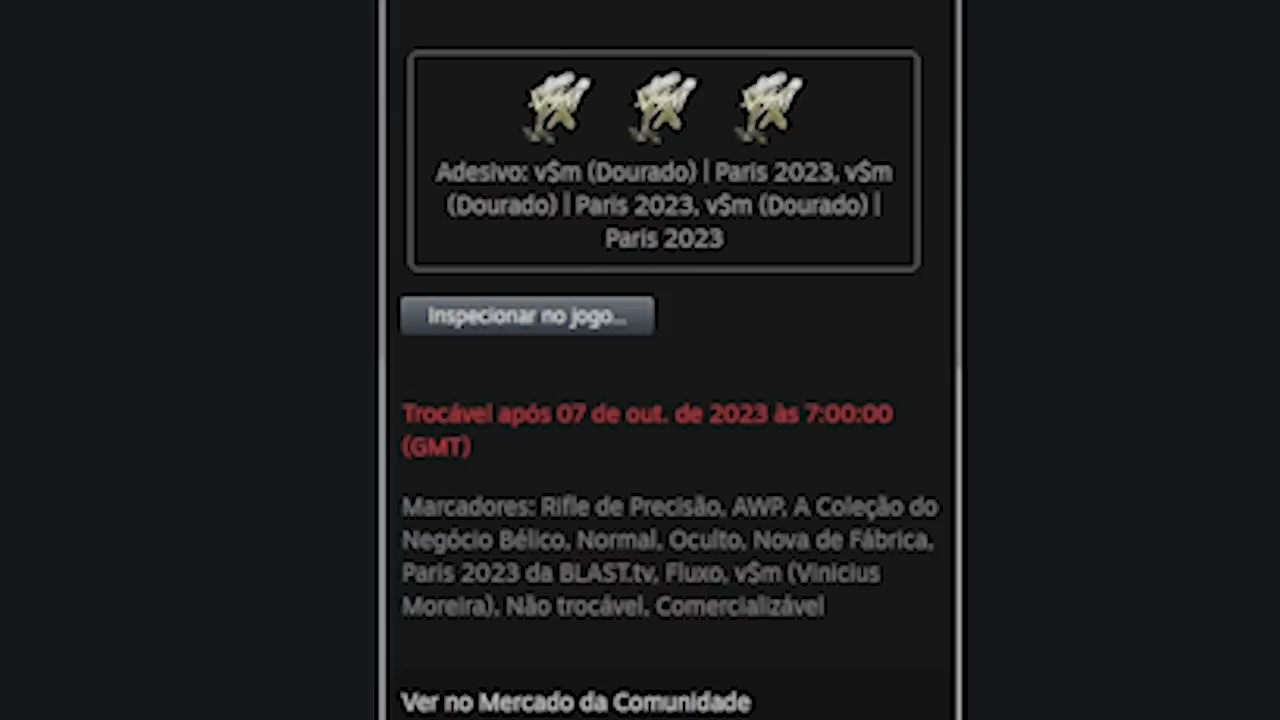 Adesivo: v$m (Dourado) | Paris 2023, v$m
(Dourado) | Paris 2023, v$m (Dourado) |
Paris 2023
Inspecionar no jogo...
Trocável após 07 de out. de 2023 às 7:00:00
(GMT)
Marcadores: Rifle de Precisão, AWP, A Coleção do
Negócio Bélico, Normal, Oculto, Nova de Fábrica,
Paris 2023 da BLAST.tv, Fluxo, v$m (Vinicius
Moreira), Não trocável, Comercializável
Ver no Mercado da Comunidade